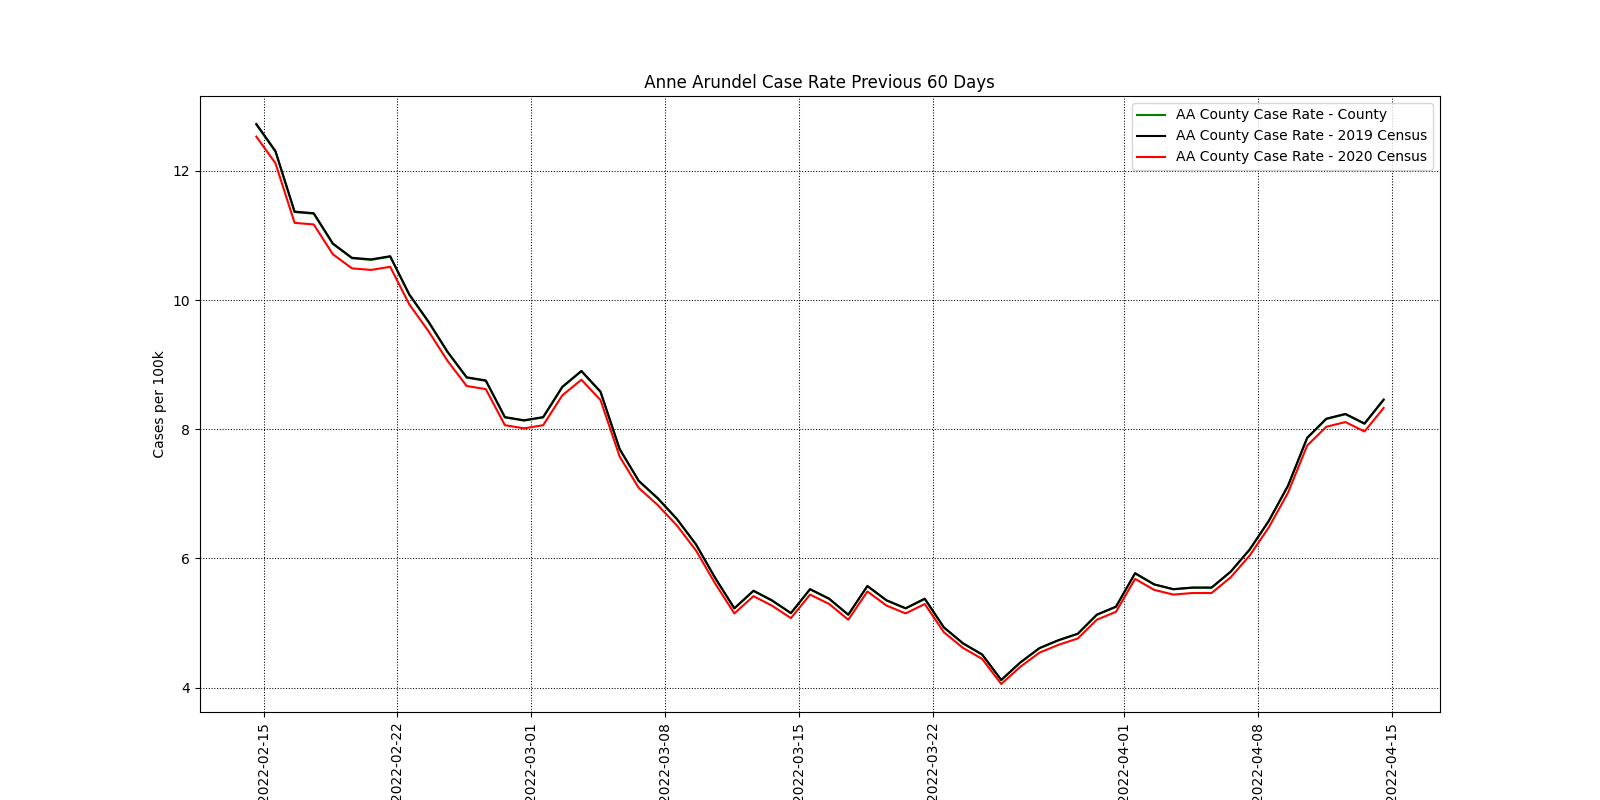 Anne Arundel Case Rate Previous 60 Days
AA County Case Rate - County
AA County Case Rate - 2019 Census
AA County Case Rate - 2020 Census
Cases per 100k
12
10
8
6
4
2022-02-15
2022-02-22
2022-03-01
2022-03-08
2022-03-15
2022-03-22
2022-04-01
2022-04-08
2022-04-15